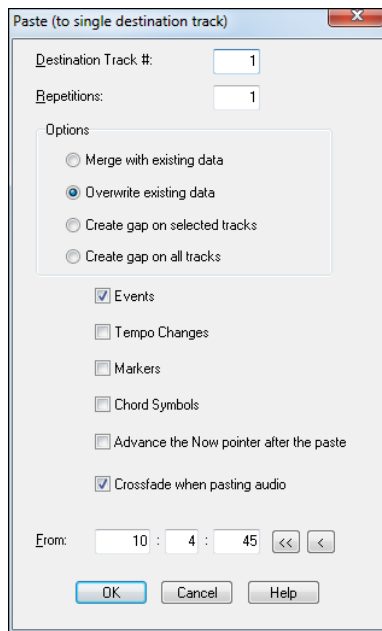 Paste (to single destination track)
Destination Track #: 1
Repetitions: 1
Options
Merge with existing data
Overwrite existing data
Create gap on selected tracks
Create gap on all tracks
Events
Tempo Changes
Markers
Chord Symbols
Advance the Now pointer after the paste
Crossfade when pasting audio
From: 10 : 4 : 45 << <
OK Cancel Help